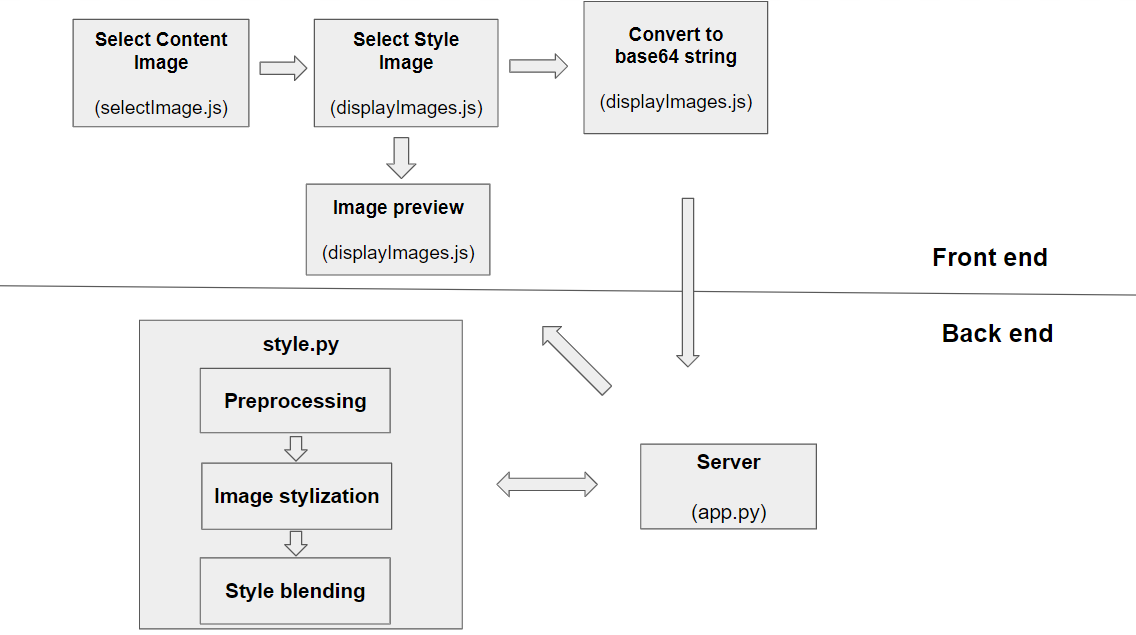 Select Content
Image
(selectImage.js)
Select Style
Image
(displayImages.js)
Convert to
base64 string
(displayImages.js)
Image preview
(displayImages.js)
Front end
Back end
style.py
Preprocessing
Image stylization
Style blending
Server
(app.py)